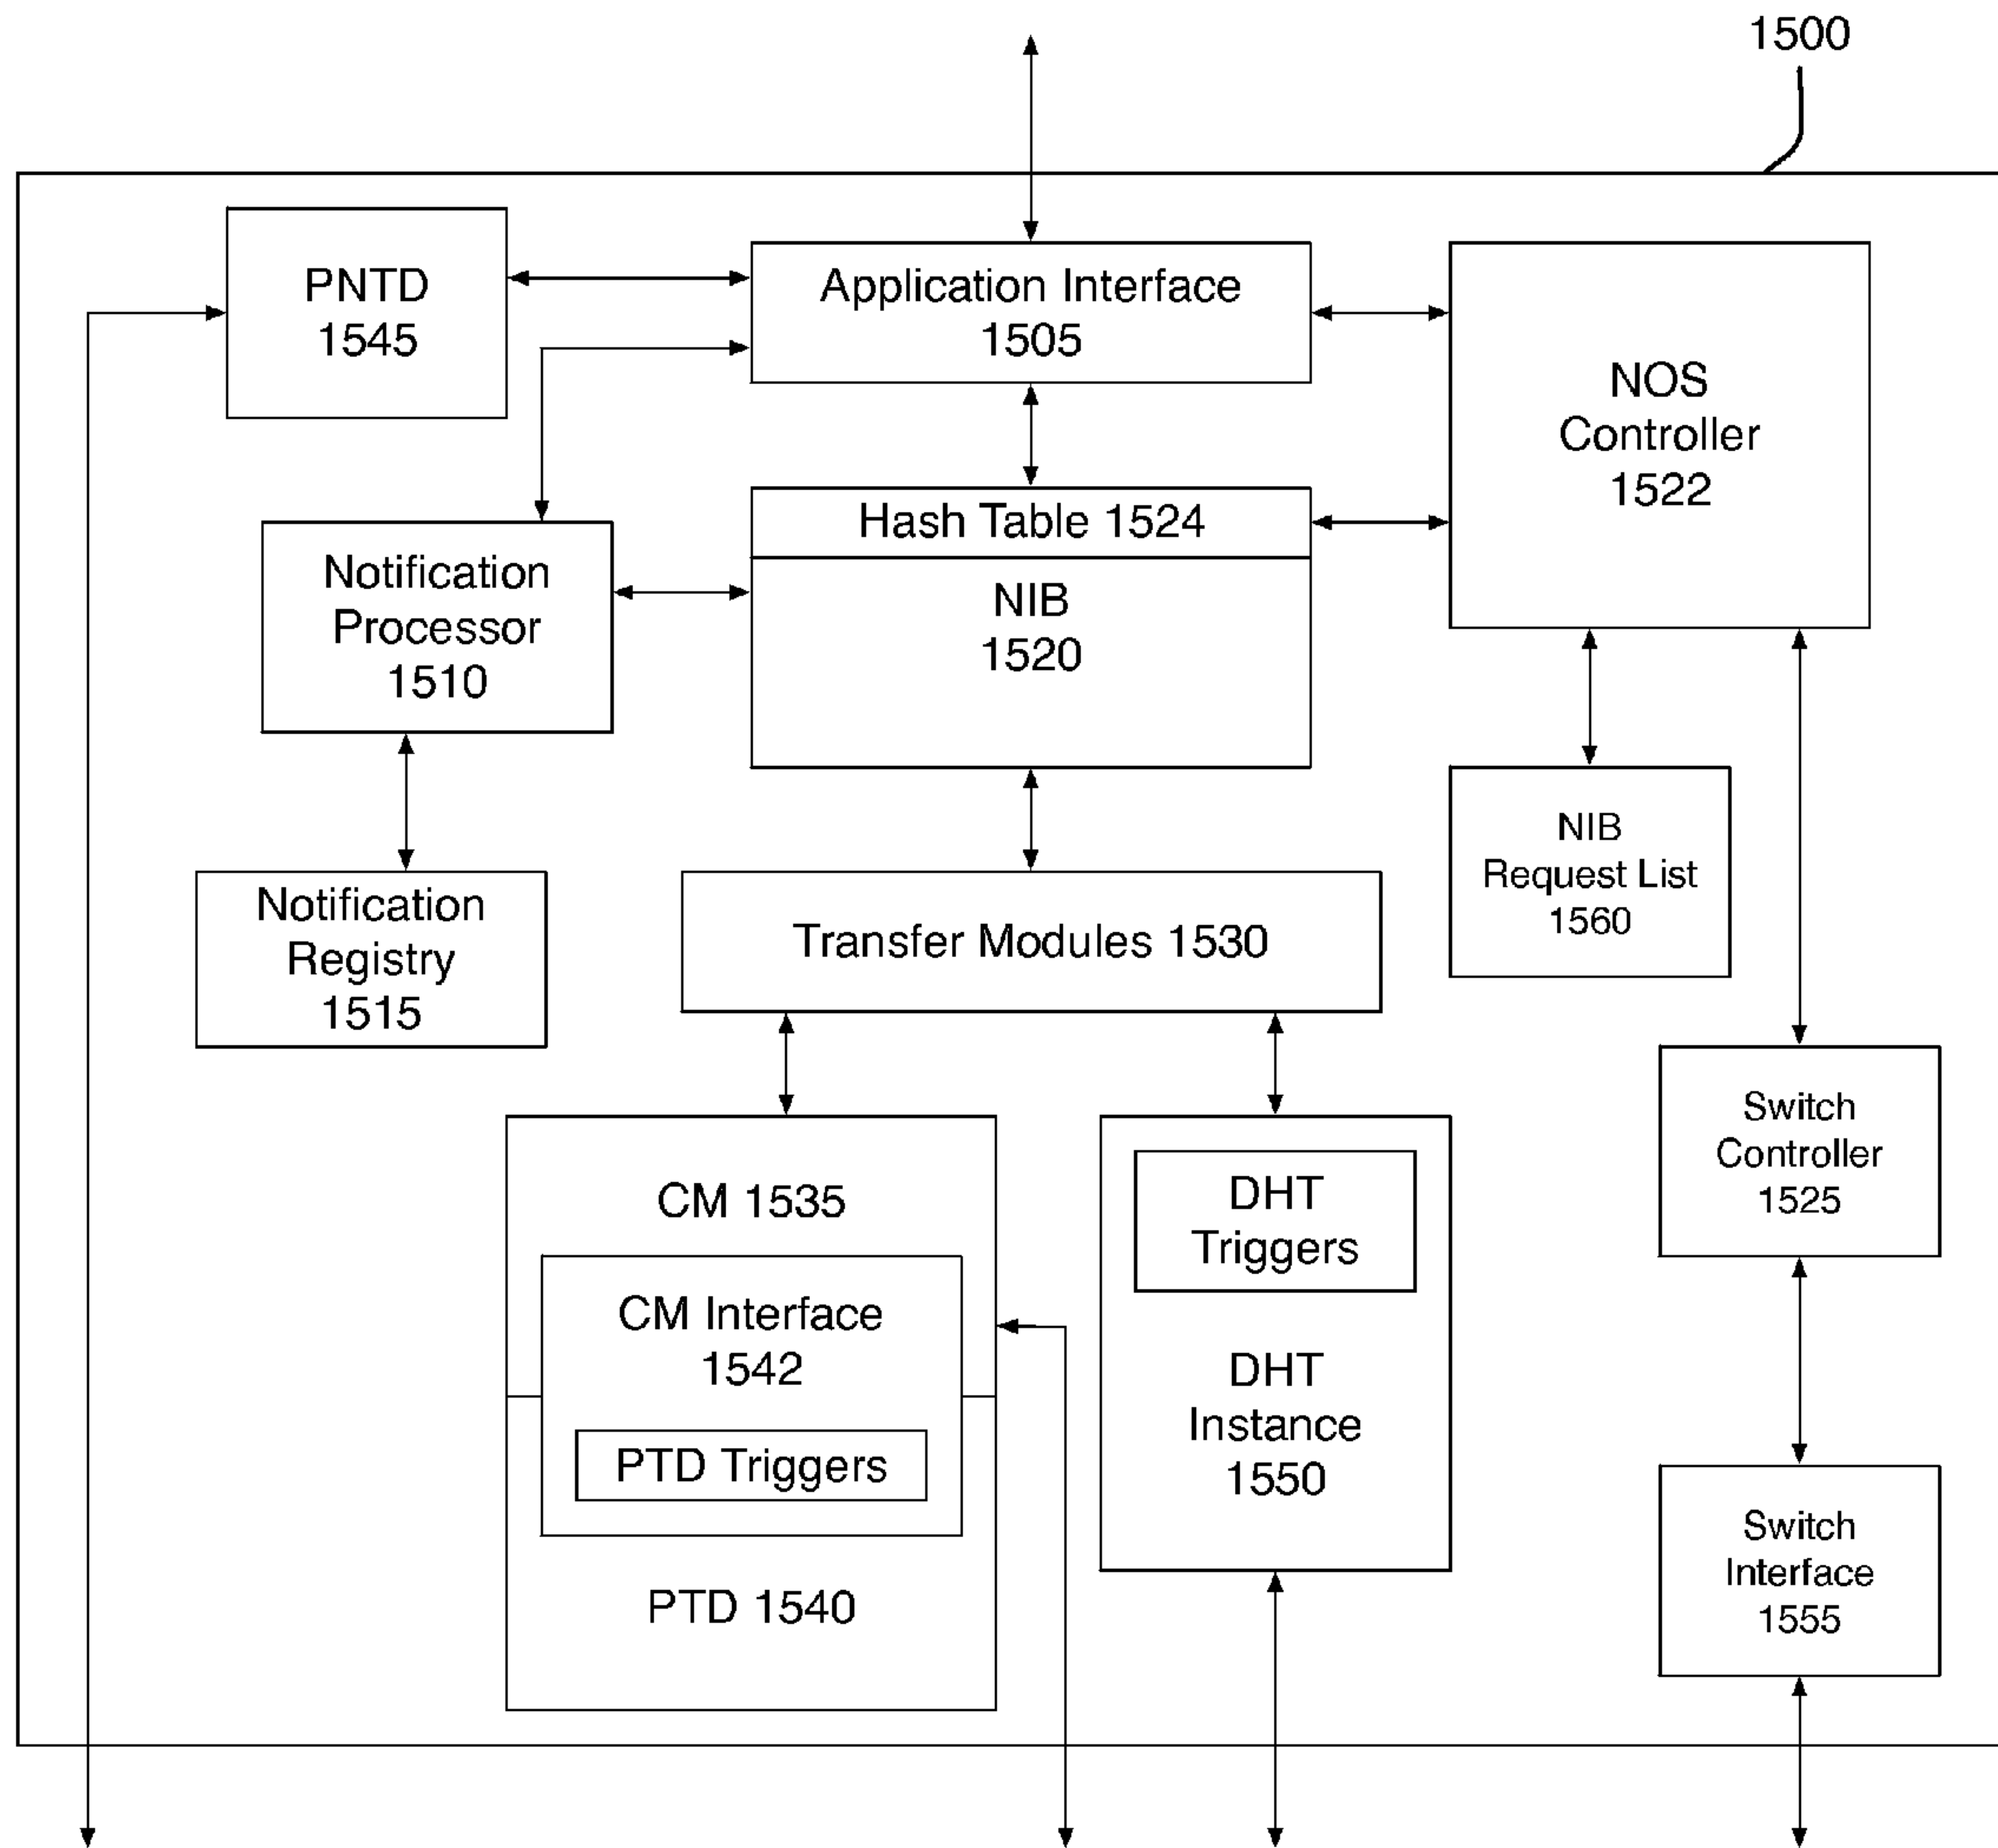 1500
PNTD
1545
Application Interface
1505
NOS
Controller
1522
Hash Table 1524
NIB
1520
Notification
Processor
1510
Notification
Registry
1515
Transfer Modules 1530
NIB
Request List
1560
CM 1535
CM Interface
1542
PTD Triggers
PTD 1540
DHT
Triggers
DHT
Instance
1550
Switch
Controller
1525
Switch
Interface
1555